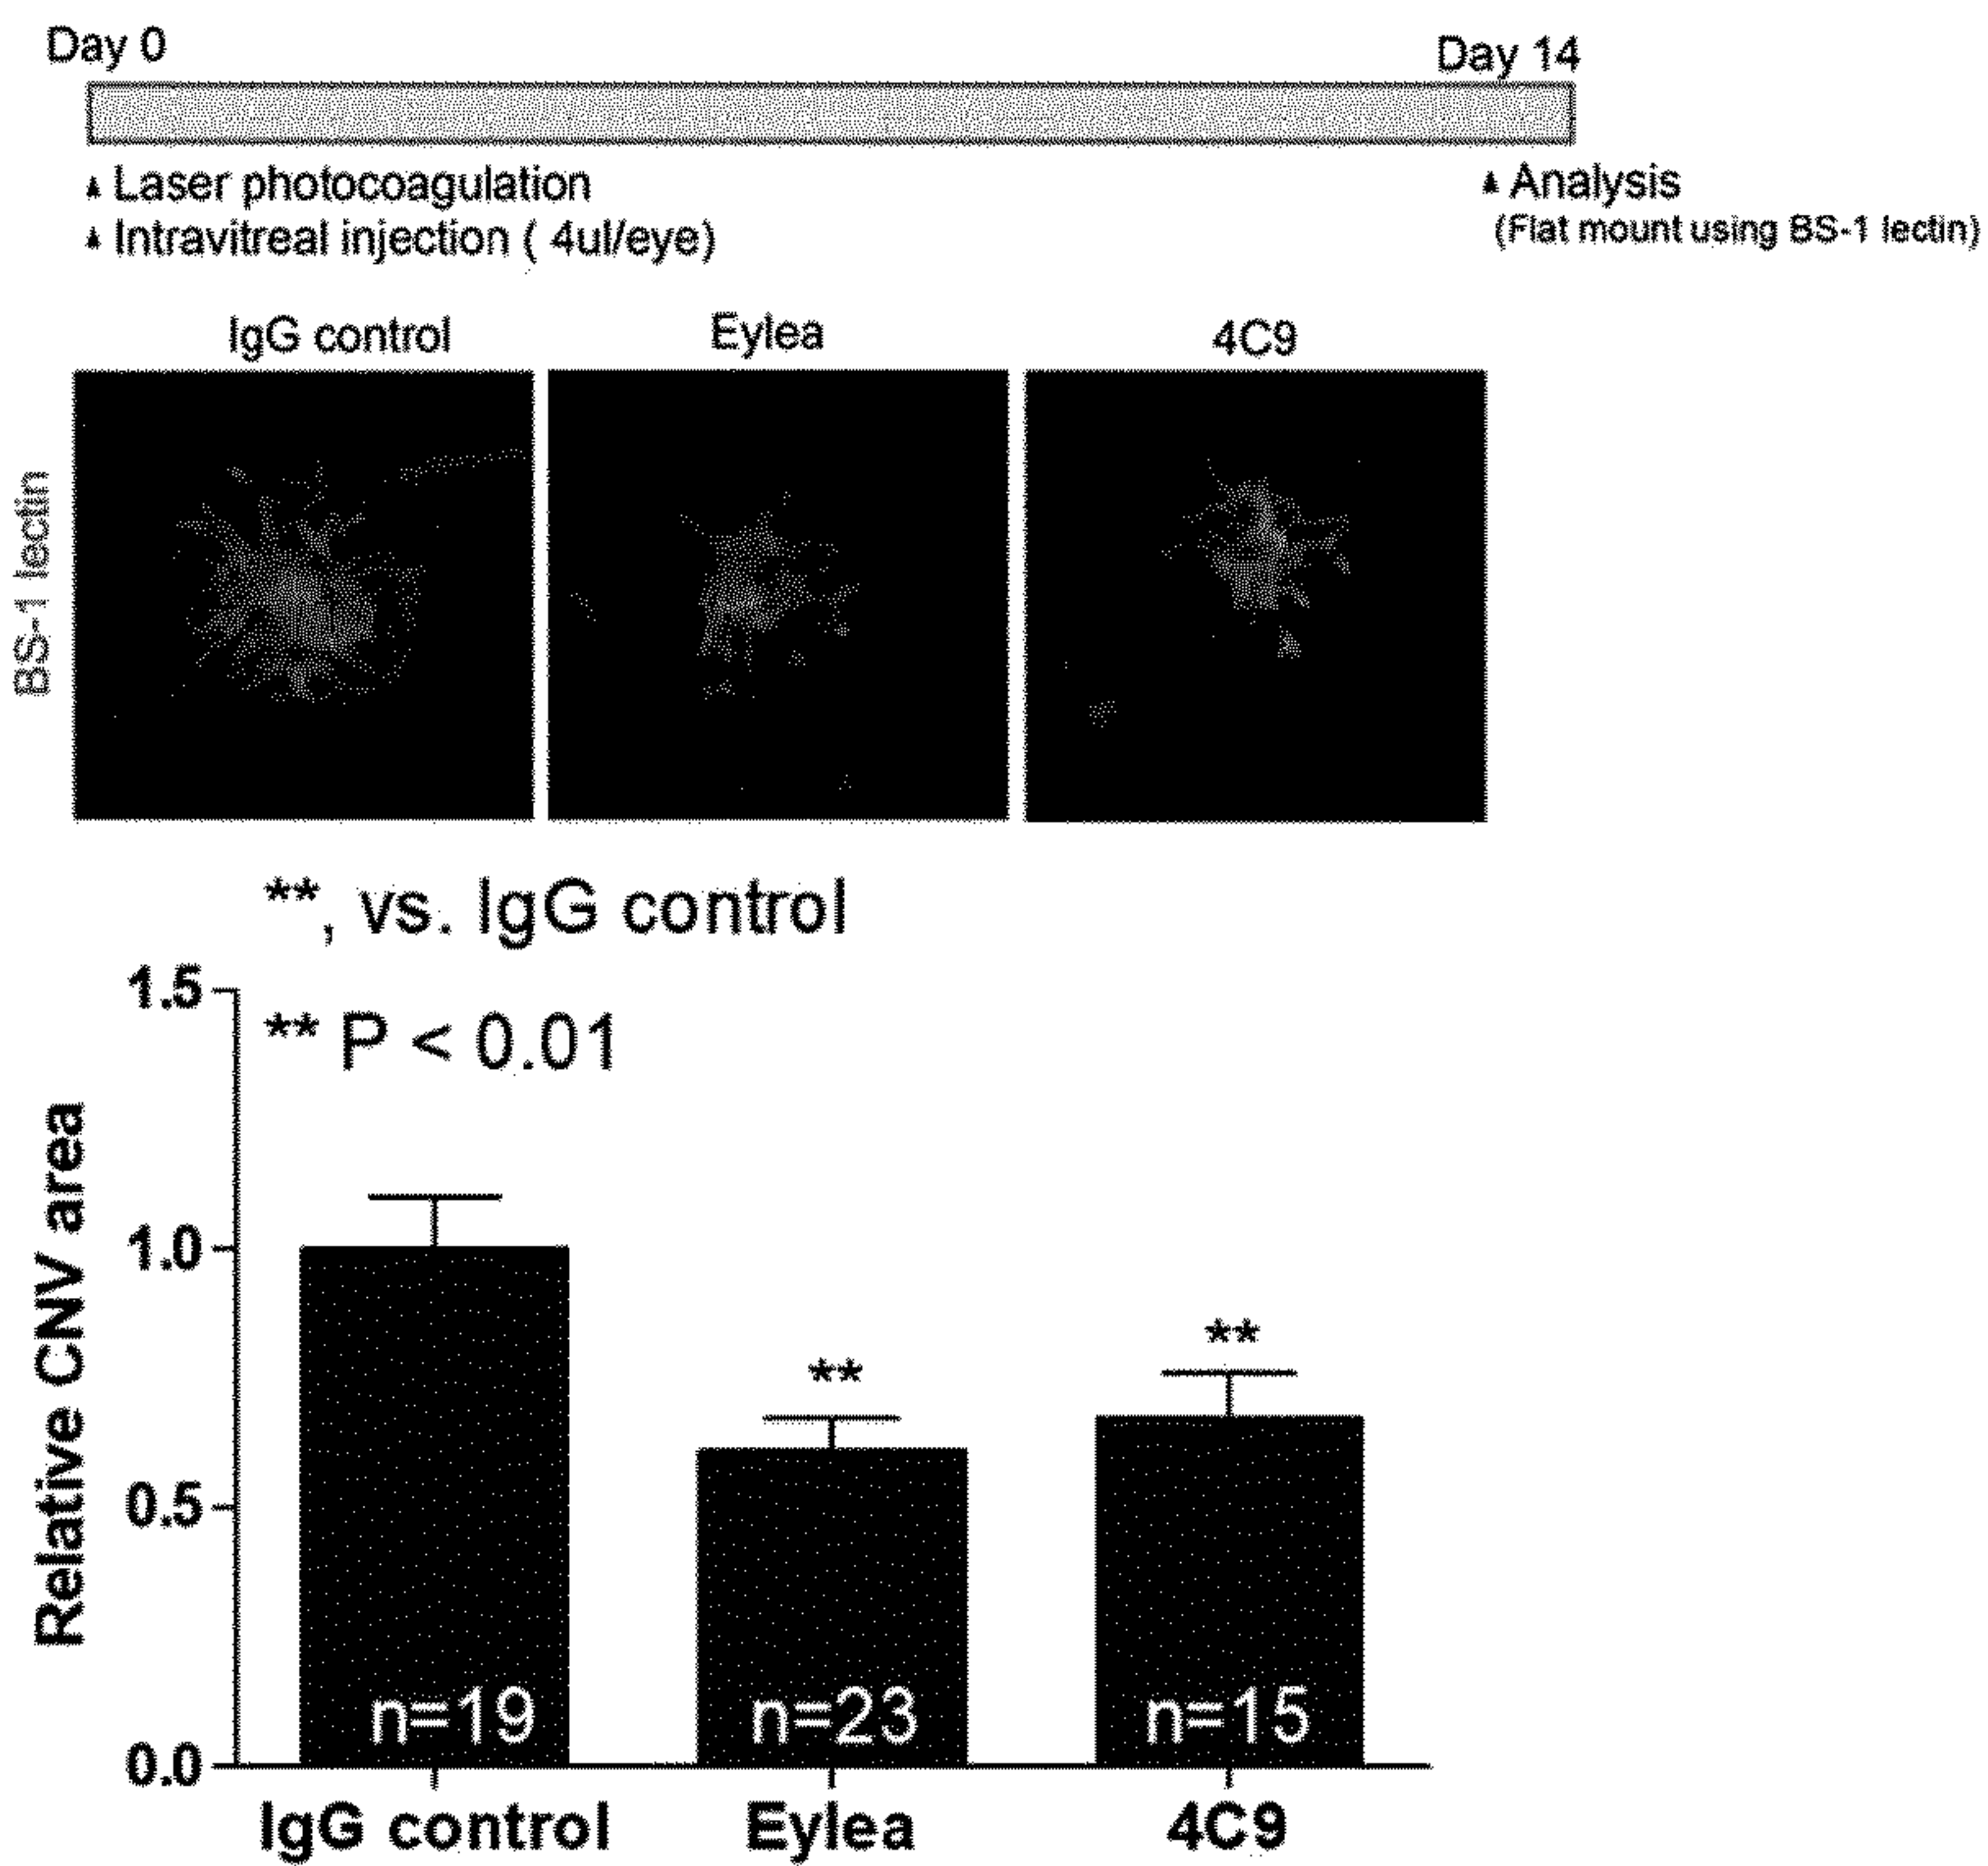 Day 0
Day 14
Laser photocoagulation
Intravitreal injection ( 4ul/eye)
Analysis
(Flat mount using BS-1 lectin)
IgG control
Eylea
4C9
BS-1 lectin
**, vs. IgG control
** P < 0.01
Relative CNV area
1.5
1.0
0.5
0.0
**
**
n=19
n=23
n=15
IgG control
Eylea
4C9